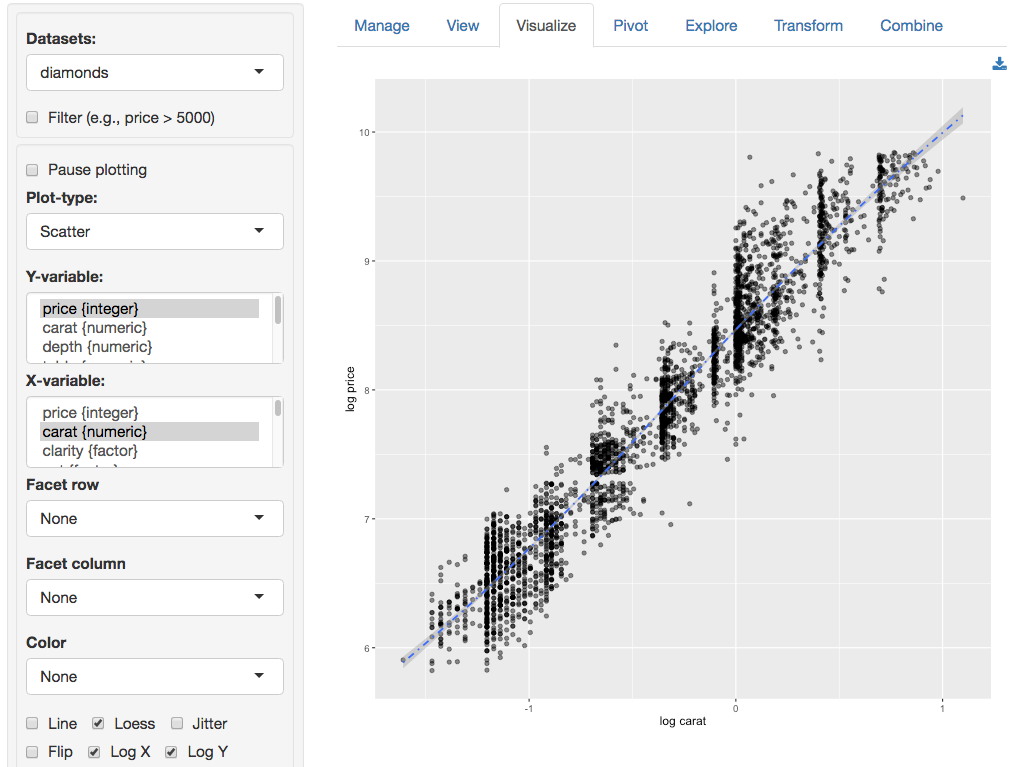 Datasets:
diamonds
Filter (e.g., price > 5000)
Pause plotting
Plot-type:
Scatter
Y-variable:
price {integer}
carat {numeric}
depth {numeric}
X-variable:
price {integer}
carat {numeric}
clarity {factor}
Facet row
None
Facet column
None
Color
None
Line Loess Jitter
Flip Log X Log Y
Manage View Visualize Pivot Explore Transform Combine
log price
10
9
8
7
6
-1 0 1
log carat